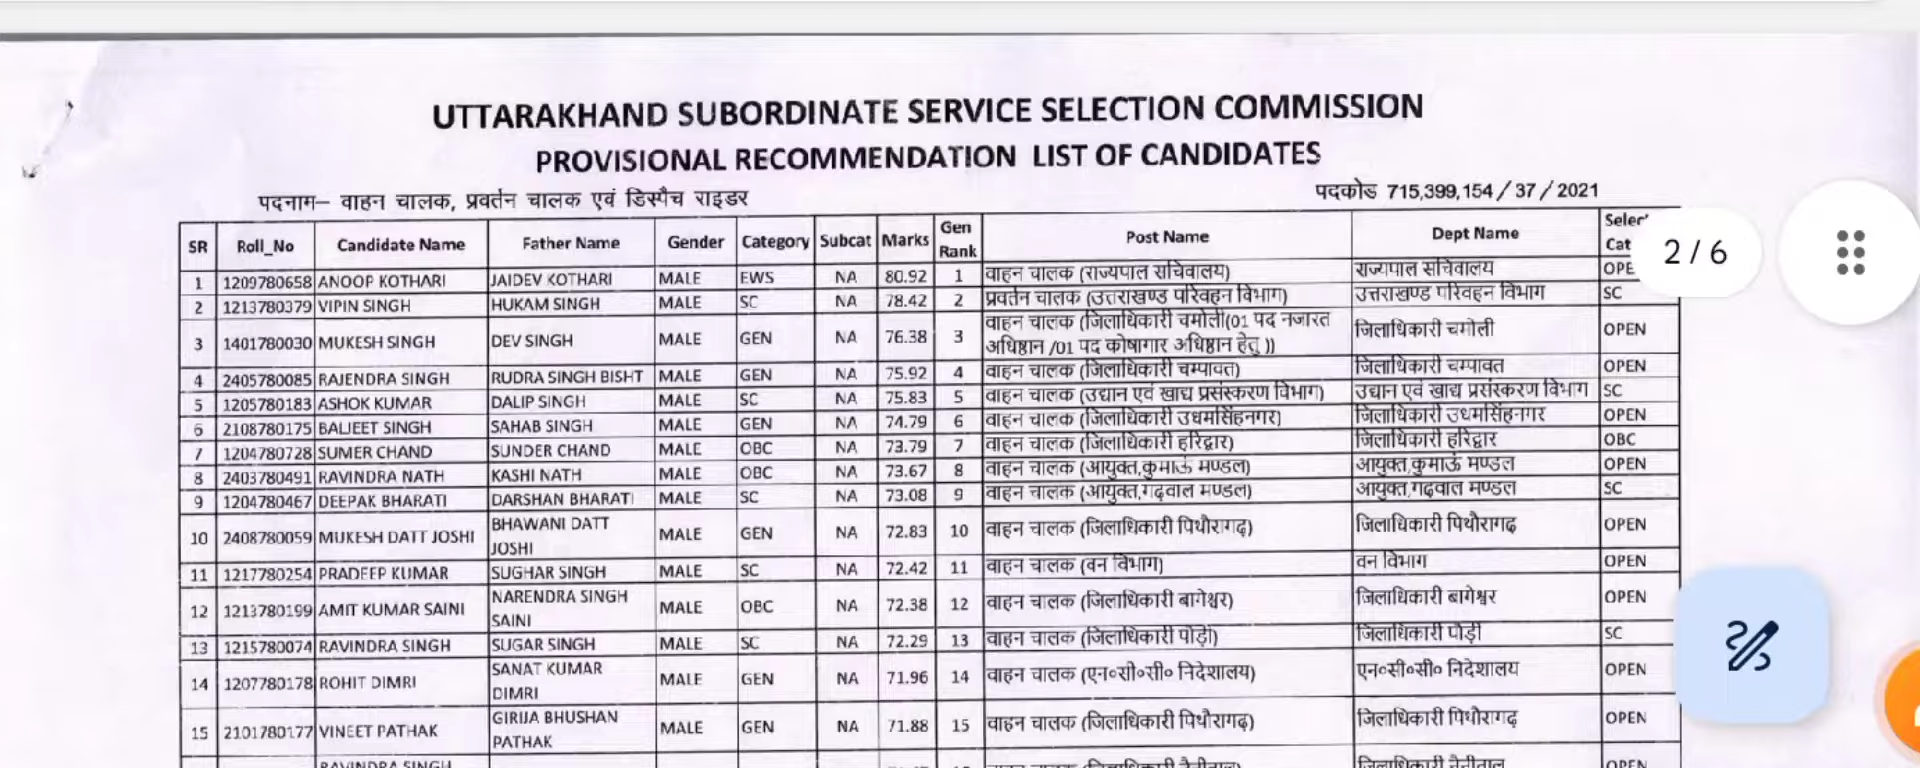 UTTARAKHAND SUBORDINATE SERVICE SELECTION COMMISSION
PROVISIONAL RECOMMENDATION LIST OF CANDIDATES
पदनाम– वाहन चालक, प्रवर्तन चालक एवं डिस्पैच राइडर पदकोड 715,399,154/37/2021
SR Roll_No Candidate Name Father Name Gender Category Subcat Marks Gen Rank Post Name Dept Name Cat
2/6
1 1209780658 ANOOP KOTHARI JAIDEV KOTHARI MALE EWS NA 80.92 1 वाहन चालक (राज्यपाल सचिवालय) राज्यपाल सचिवालय OPE
2 1213780379 VIPIN SINGH HUKAM SINGH MALE SC NA 78.42 2 प्रवर्तन चालक (उत्तराखण्ड परिवहन विभाग) उत्तराखण्ड परिवहन विभाग SC
3 1401780030 MUKESH SINGH DEV SINGH MALE GEN NA 76.38 3 वाहन चालक (जिलाधिकारी चमोली(01 पद नजारत अधिष्ठान /01 पद कोषागार अधिष्ठान हेतु )) जिलाधिकारी चमोली OPEN
4 2405780085 RAJENDRA SINGH RUDRA SINGH BISHT MALE GEN NA 75.92 4 वाहन चालक (जिलाधिकारी चम्पावत) जिलाधिकारी चम्पावत OPEN
5 1205780183 ASHOK KUMAR DALIP SINGH MALE SC NA 75.83 5 वाहन चालक (उद्यान एवं खाद्य प्रसंस्करण विभाग) उद्यान एवं खाद्य प्रसंस्करण विभाग SC
6 2108780175 BALJEET SINGH SAHAB SINGH MALE GEN NA 74.79 6 वाहन चालक (जिलाधिकारी उधमसिंहनगर) जिलाधिकारी उधमसिंहनगर OPEN
7 1204780728 SUMER CHAND SUNDER CHAND MALE OBC NA 73.79 7 वाहन चालक (जिलाधिकारी हरिद्वार) जिलाधिकारी हरिद्वार OBC
8 2403780491 RAVINDRA NATH KASHI NATH MALE OBC NA 73.67 8 वाहन चालक (आयुक्त,कुमाऊं मण्डल) आयुक्त,कुमाऊं मण्डल OPEN
9 1204780467 DEEPAK BHARATI DARSHAN BHARATI MALE SC NA 73.08 9 वाहन चालक (आयुक्त,गढ़वाल मण्डल) आयुक्त,गढ़वाल मण्डल SC
10 2408780059 MUKESH DATT JOSHI BHAWANI DATT JOSHI MALE GEN NA 72.83 10 वाहन चालक (जिलाधिकारी पिथौरागढ़) जिलाधिकारी पिथौरागढ़ OPEN
11 1217780254 PRADEEP KUMAR SUGHAR SINGH MALE SC NA 72.42 11 वाहन चालक (वन विभाग) वन विभाग OPEN
12 1213780199 AMIT KUMAR SAINI NARENDRA SINGH SAINI MALE OBC NA 72.38 12 वाहन चालक (जिलाधिकारी बागेश्वर) जिलाधिकारी बागेश्वर OPEN
13 1215780074 RAVINDRA SINGH SUGAR SINGH MALE SC NA 72.29 13 वाहन चालक (जिलाधिकारी पौड़ी) जिलाधिकारी पौड़ी SC
14 1207780178 ROHIT DIMRI SANAT KUMAR DIMRI MALE GEN NA 71.96 14 वाहन चालक (एन०सी०सी० निदेशालय) एन०सी०सी० निदेशालय OPEN
15 2101780177 VINEET PATHAK GIRIJA BHUSHAN PATHAK MALE GEN NA 71.88 15 वाहन चालक (जिलाधिकारी पिथौरागढ़) जिलाधिकारी पिथौरागढ़ OPEN
RAVINDRA SINGH